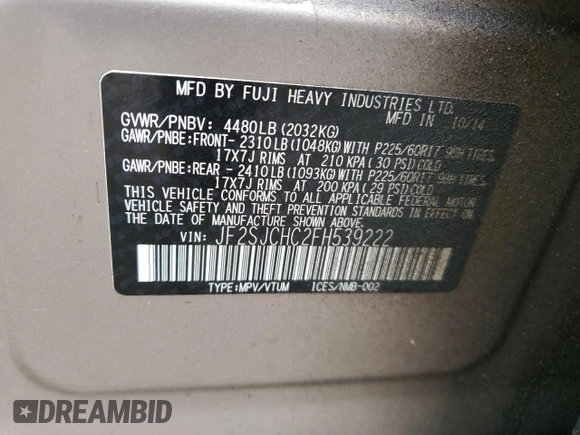 MFD BY FUJI HEAVY INDUSTRIES LTD.
MFD IN 10/14
GVWR/PNBV: 4480LB (2032KG)
GAWR/PNBE:FRONT- 2310LB (1048KG) WITH P225/60R17 98H TIRES,
17X7J RIMS AT 210 KPA ( 30 PSI) COLD
GAWR/PNBE:REAR - 2410LB (1093KG) WITH P225/60R17 98H TIRES,
17X7J RIMS AT 200 KPA ( 29 PSI) COLD
THIS VEHICLE CONFORMS TO ALL APPLICABLE U.S. FEDERAL MOTOR
VEHICLE SAFETY AND THEFT PREVENTION STANDARDS IN EFFECT
ON THE DATE OF MANUFACTURE SHOWN ABOVE.
VIN: JF2SJCHC2FH539222
TYPE:MPV/VTUM ICES/NMB-002
DREAMBID